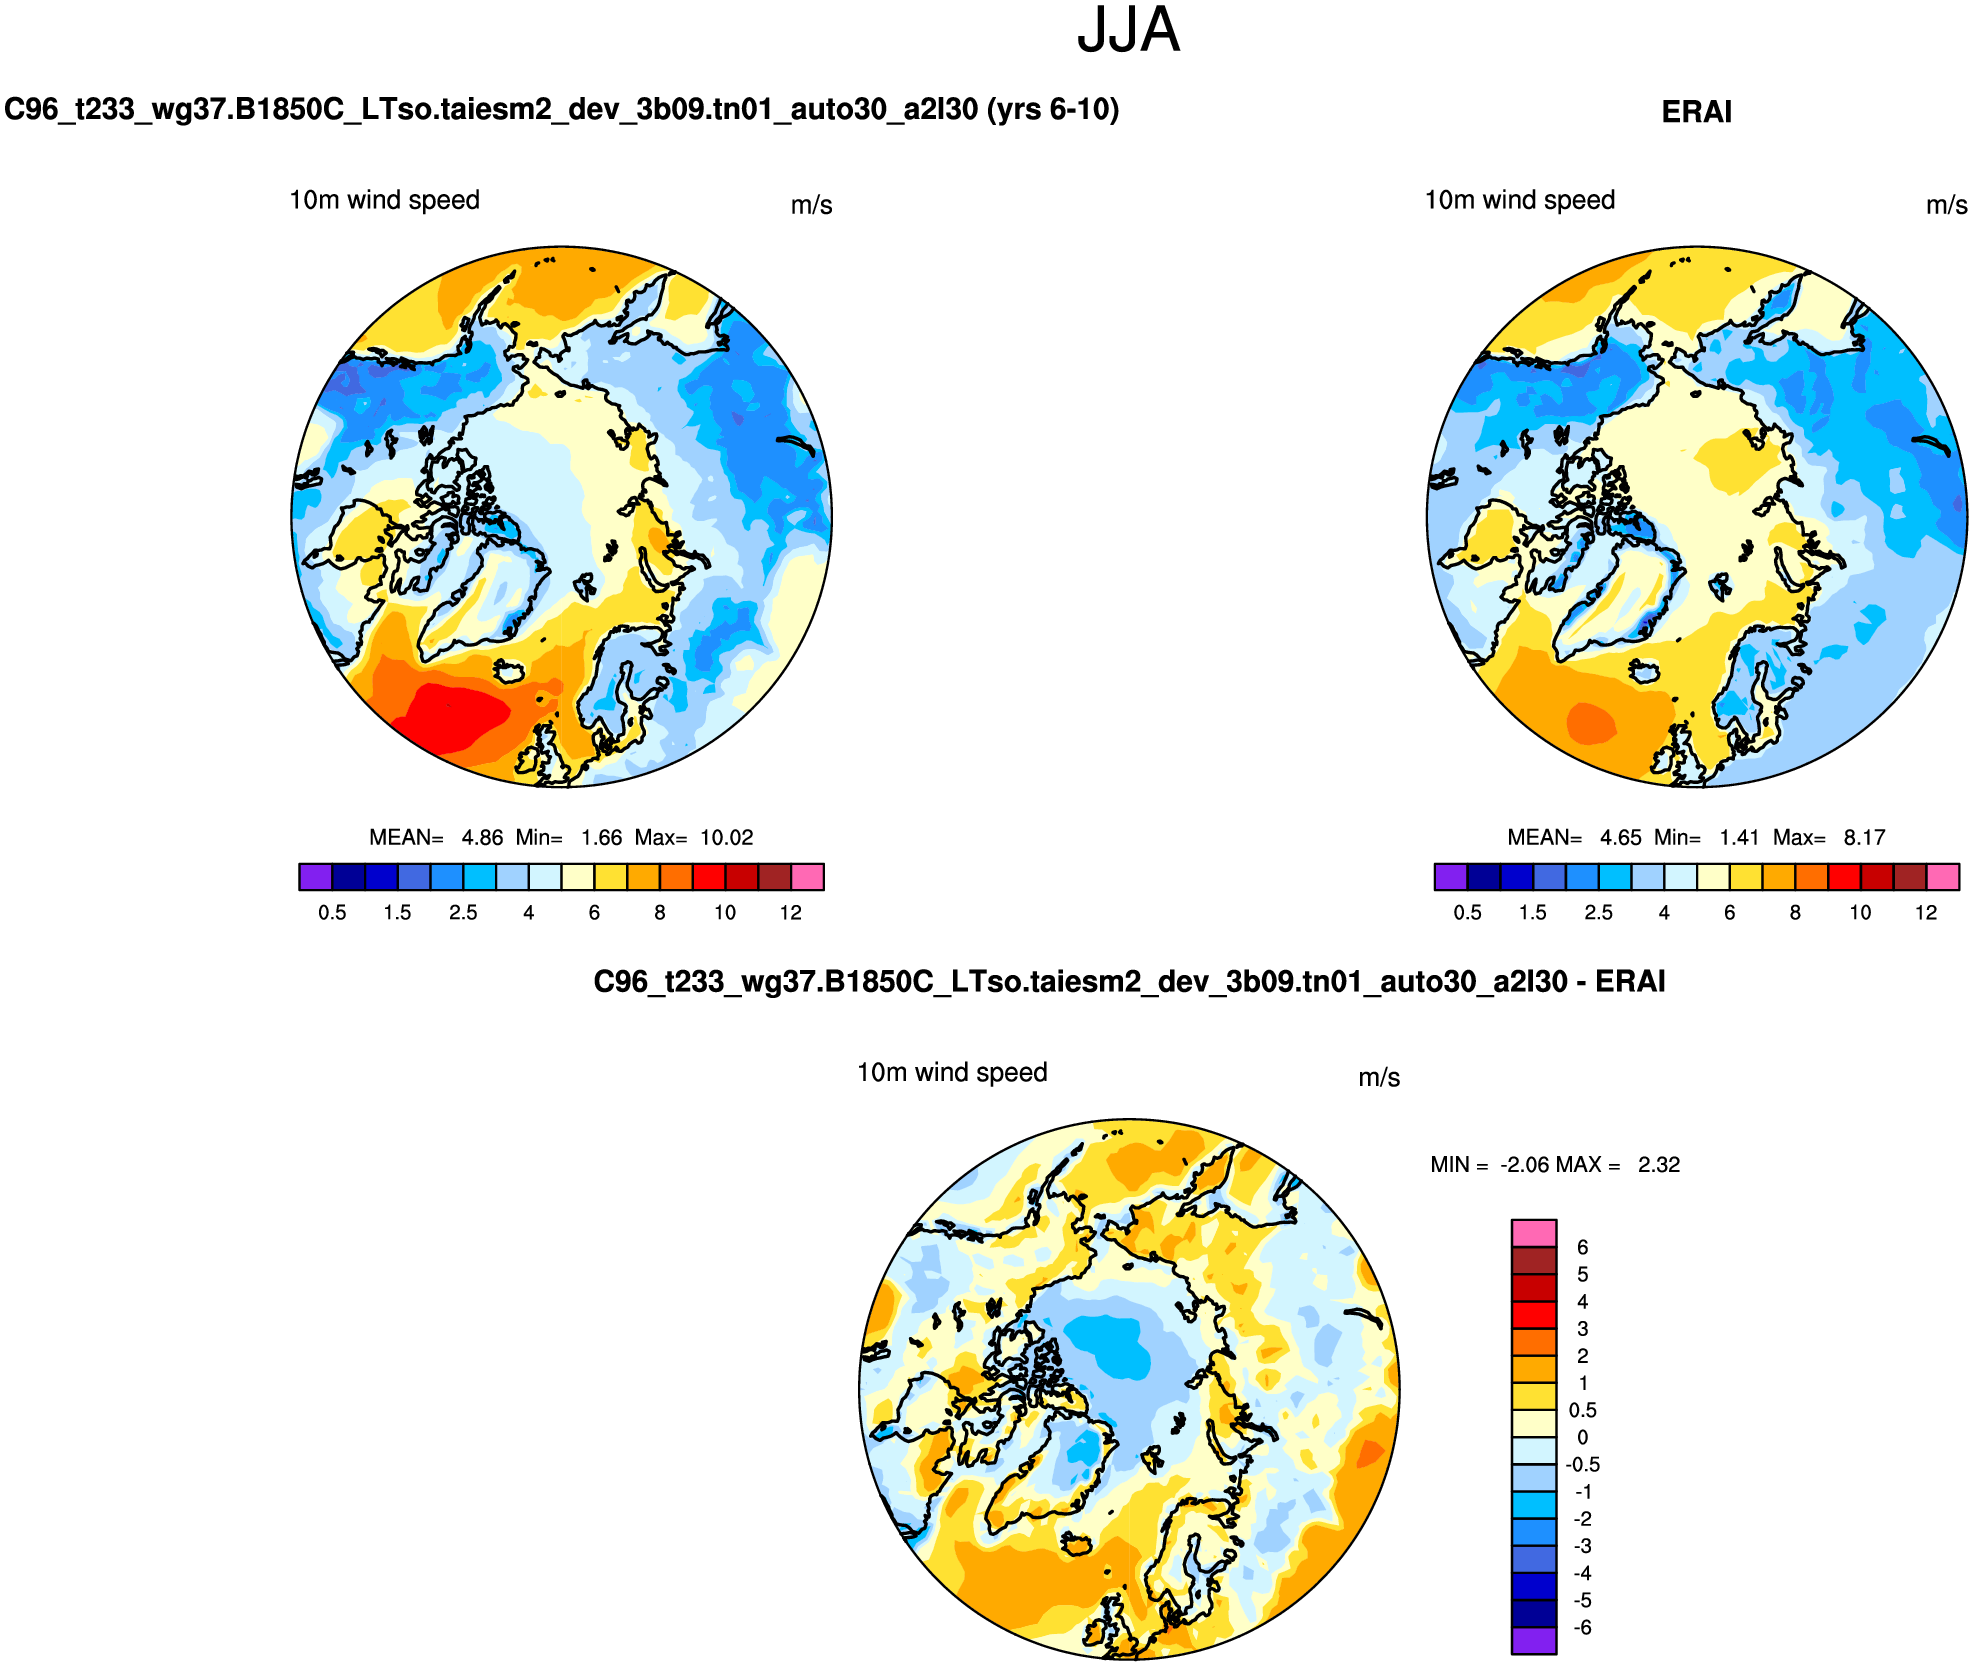 JJA
C96_t233_wg37.B1850C_LTso.taiesm2_dev_3b09.tn01_auto30_a2l30 (yrs 6-10)
ERAI
10m wind speed m/s
10m wind speed m/s
MEAN= 4.86 Min= 1.66 Max= 10.02
0.5 1.5 2.5 4 6 8 10 12
MEAN= 4.65 Min= 1.41 Max= 8.17
0.5 1.5 2.5 4 6 8 10 12
C96_t233_wg37.B1850C_LTso.taiesm2_dev_3b09.tn01_auto30_a2l30 - ERAI
10m wind speed m/s
MIN = -2.06 MAX = 2.32
6
5
4
3
2
1
0.5
0
-0.5
-1
-2
-3
-4
-5
-6